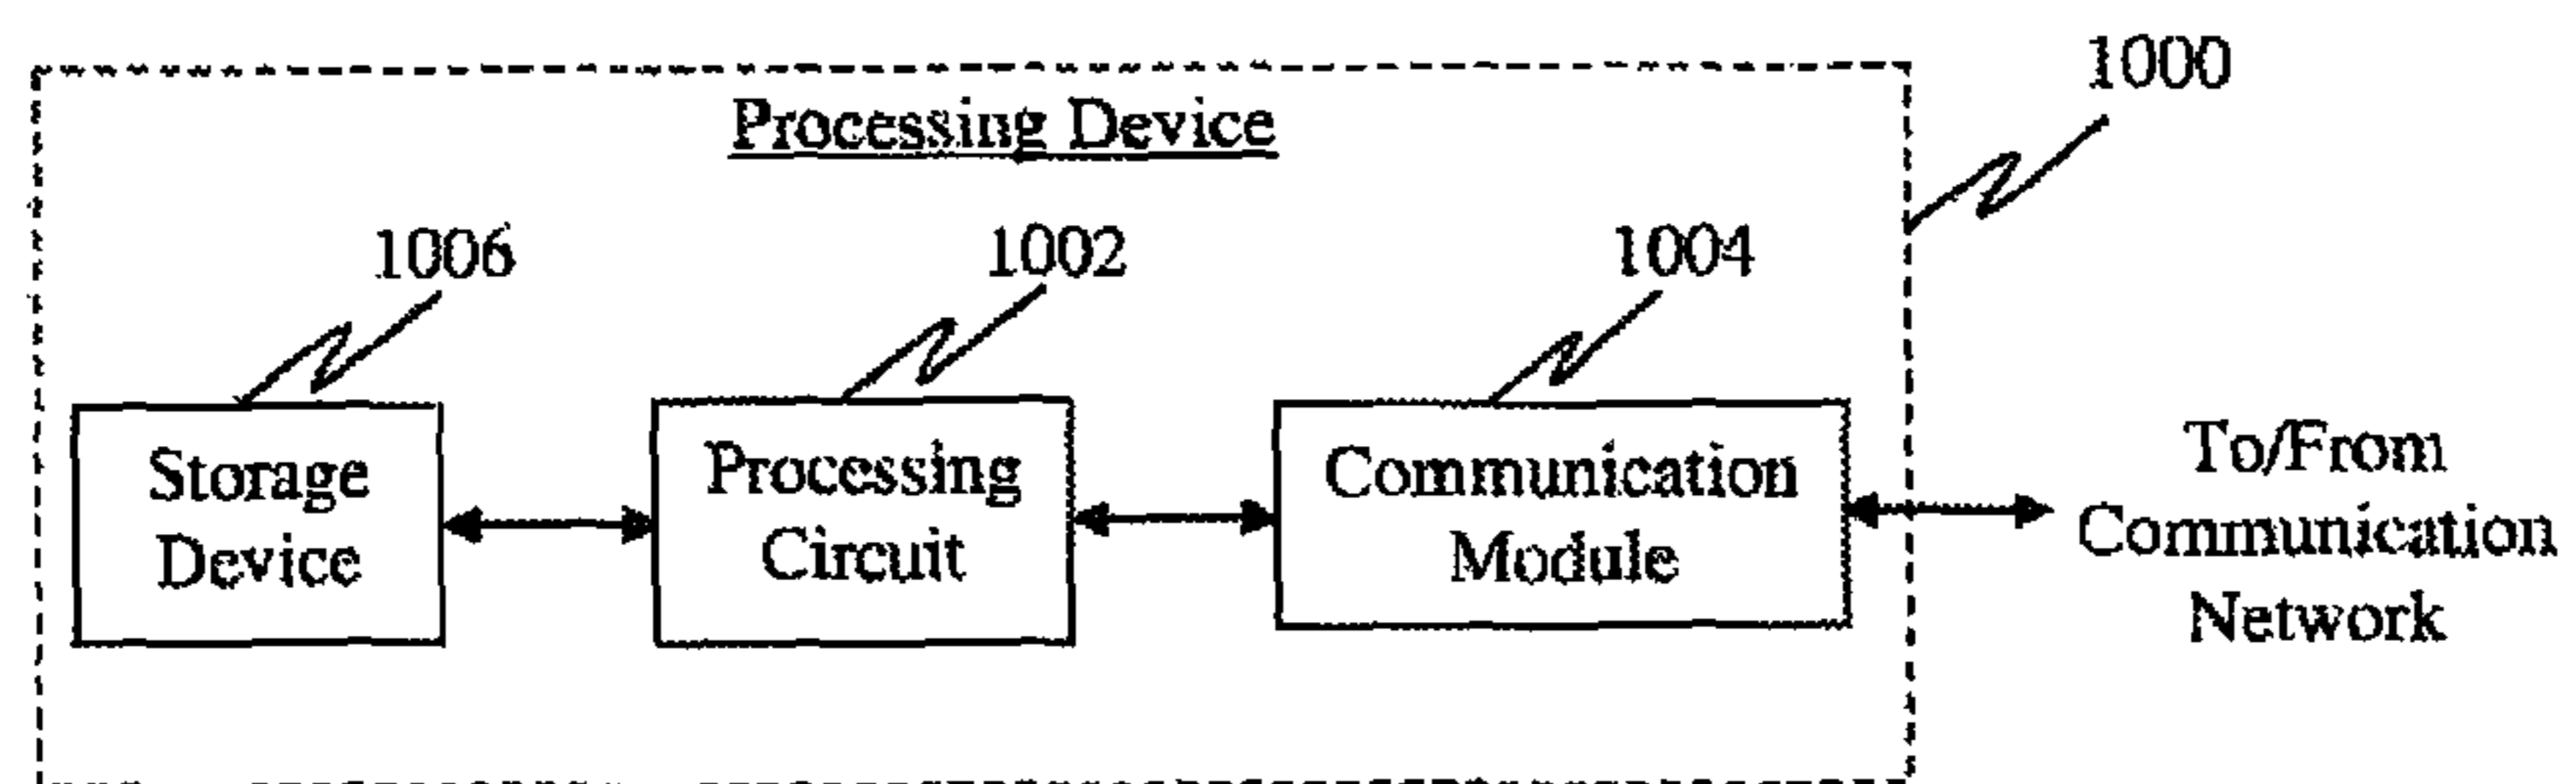 1000
Processing Device
1006
1002
1004
Storage
Device
Processing
Circuit
Communication
Module
To/From
Communication
Network